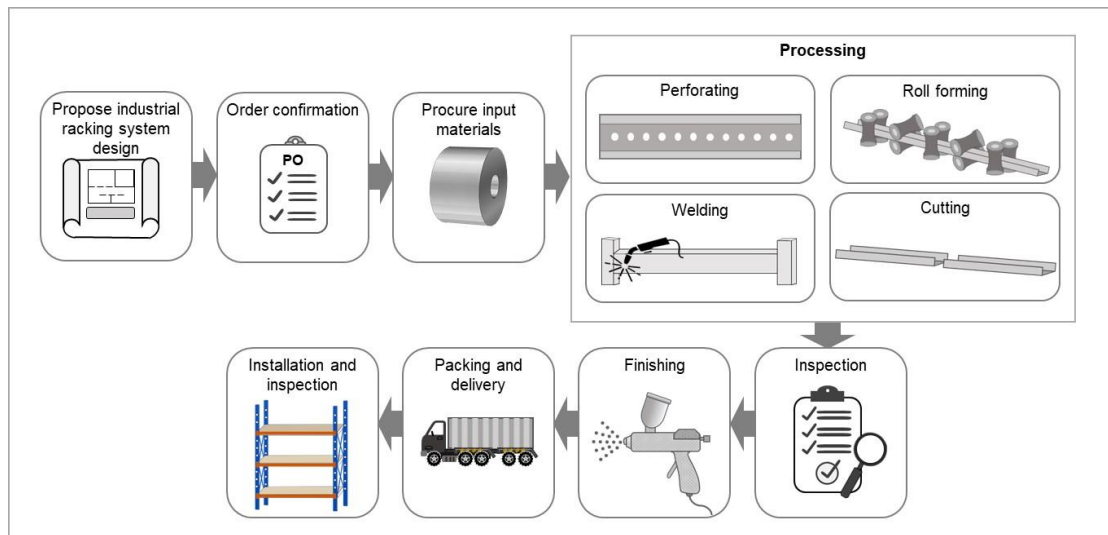 Propose industrial
racking system
design
Order confirmation
PO
Procure input
materials
Processing
Perforating
Roll forming
Welding
Cutting
Inspection
Finishing
Packing and
delivery
Installation and
inspection